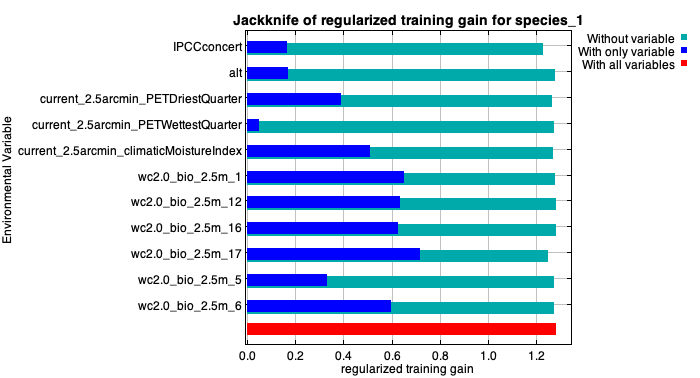 Jackknife of regularized training gain for species_1
Without variable
With only variable
With all variables
Environmental Variable
IPCCconcert
alt
current_2.5arcmin_PETDriestQuarter
current_2.5arcmin_PETWettestQuarter
current_2.5arcmin_climaticMoistureIndex
wc2.0_bio_2.5m_1
wc2.0_bio_2.5m_12
wc2.0_bio_2.5m_16
wc2.0_bio_2.5m_17
wc2.0_bio_2.5m_5
wc2.0_bio_2.5m_6
0.0 0.2 0.4 0.6 0.8 1.0 1.2
regularized training gain